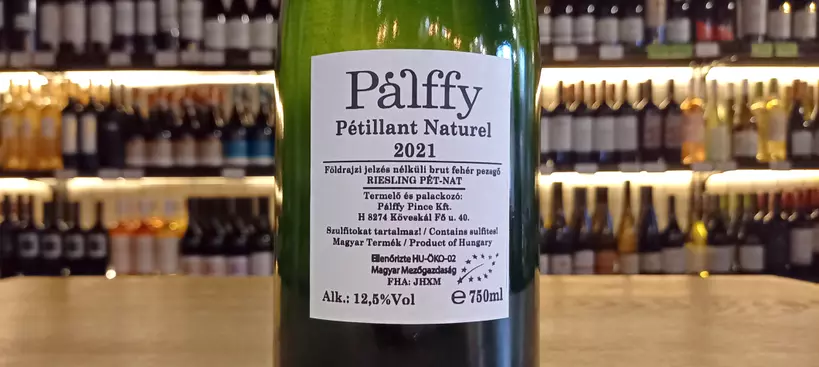 Pálffy
Pétillant Naturel
2021
Földrajzi jelzés nélküli brut fehér pezsgő
RIESLING PÉT-NAT
Termelő és palackozó:
Pálffy Pince Kft.
H 8274 Köveskál Fő u. 40.
Szulfitokat tartalmaz! / Contains sulfites!
Magyar Termék / Product of Hungary
Ellenőrizte HU-ÖKO-02
Magyar Mezőgazdaság
FHA: JHXM
Alk.: 12,5%Vol ℮ 750ml